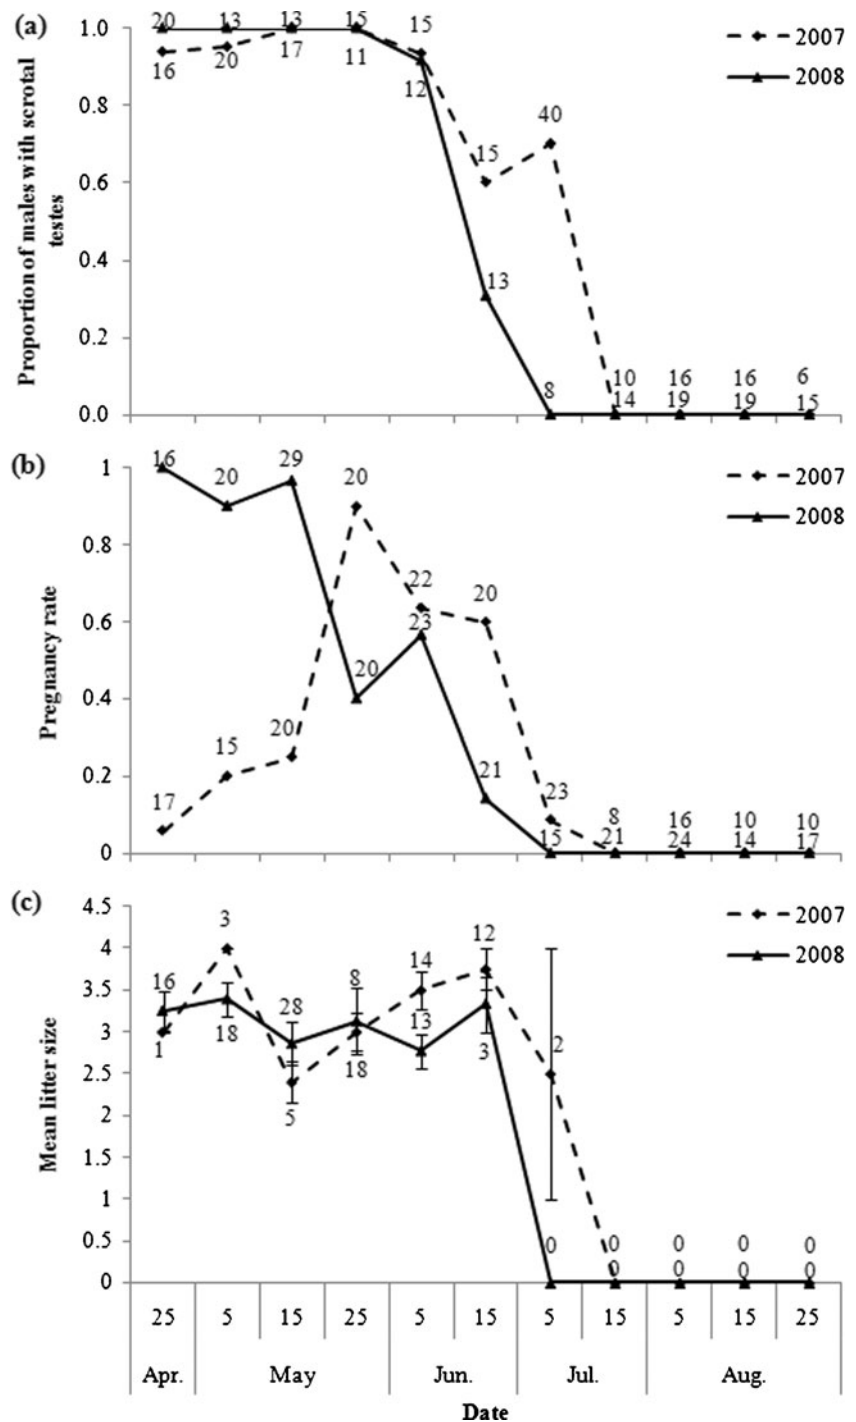 (a)
Proportion of males with scrotal
testes
1.0
0.8
0.6
0.4
0.2
0.0
20 13 13 15 15
16 20 17 11 12
15 40
13
8
10 16 16 6
14 19 19 15
2007
2008
(b)
Pregnancy rate
1
0.8
0.6
0.4
0.2
0
16 20 29 20
22 20
23
20
17 15 20
21
23
8 16 10 10
15 21 24 14 17
2007
2008
(c)
Mean litter size
4.5
4
3.5
3
2.5
2
1.5
1
0.5
0
3 12
16 28 8 14
18 13
1 18 3 2
5
0 0 0 0 0
0 0 0 0
2007
2008
25 5 15 25 5 15 5 15 5 15 25
Apr. May Jun. Jul. Aug.
Date